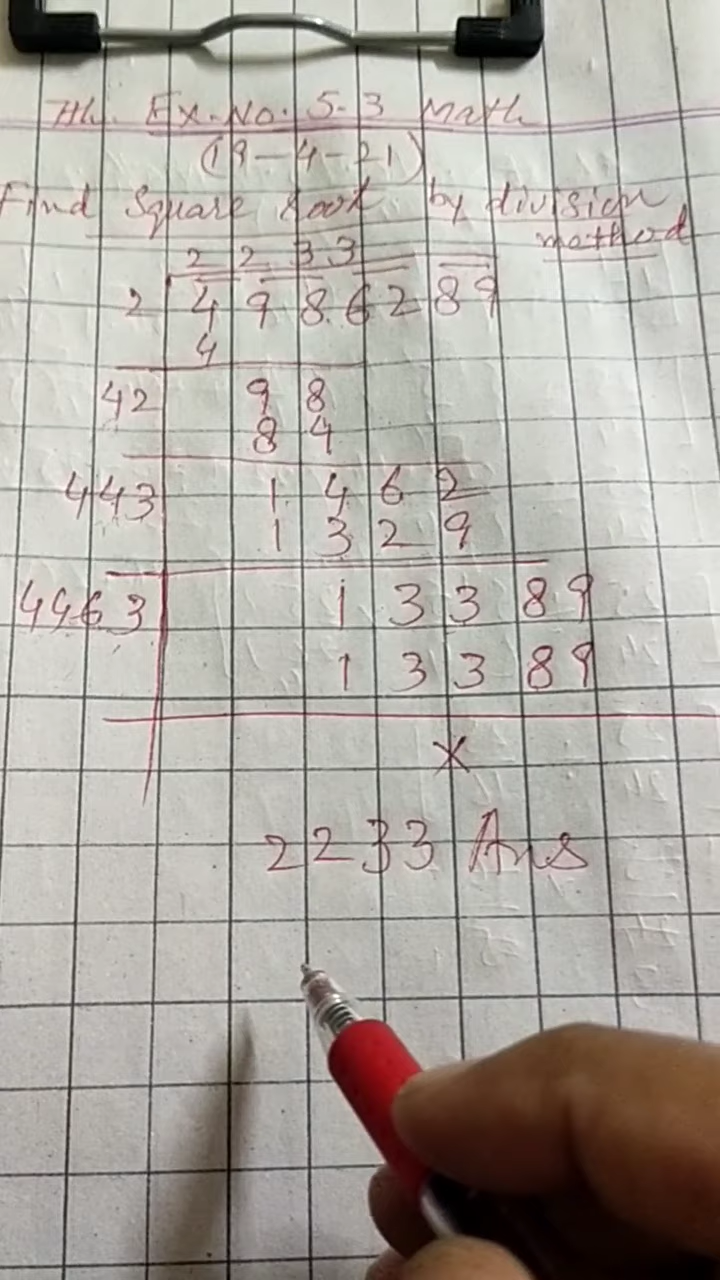 Ex. No. 5.3 Math
(19-4-21)
Find Square Root by division
method
2 2 3 3
2 4 9 8 6 2 8 9
4
42 9 8
8 4
443 1 4 6 2
1 3 2 9
4463 1 3 3 8 9
1 3 3 8 9
x
2233 Ans